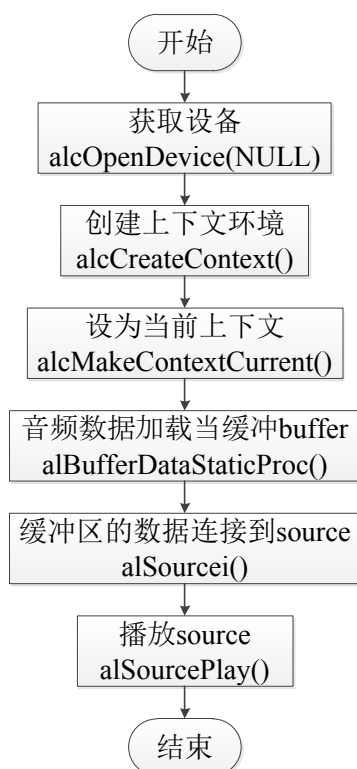 开始
获取设备
alcOpenDevice(NULL)
创建上下文环境
alcCreateContext()
设为当前上下文
alcMakeContextCurrent()
音频数据加载当缓冲buffer
alBufferDataStaticProc()
缓冲区的数据连接到source
alSourcei()
播放source
alSourcePlay()
结束